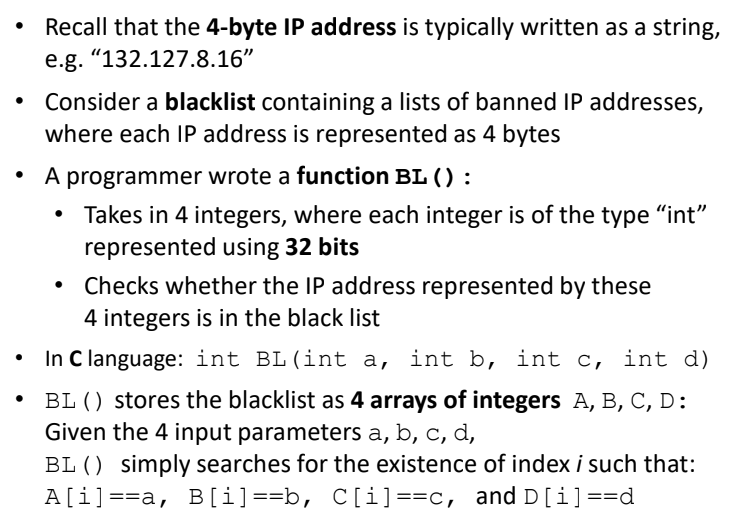 • Recall that the 4-byte IP address is typically written as a string,
e.g. “132.127.8.16”
• Consider a blacklist containing a lists of banned IP addresses,
where each IP address is represented as 4 bytes
• A programmer wrote a function BL():
• Takes in 4 integers, where each integer is of the type “int”
represented using 32 bits
• Checks whether the IP address represented by these
4 integers is in the black list
• In C language: int BL(int a, int b, int c, int d)
• BL() stores the blacklist as 4 arrays of integers A, B, C, D:
Given the 4 input parameters a, b, c, d,
BL() simply searches for the existence of index i such that:
A[i]==a, B[i]==b, C[i]==c, and D[i]==d